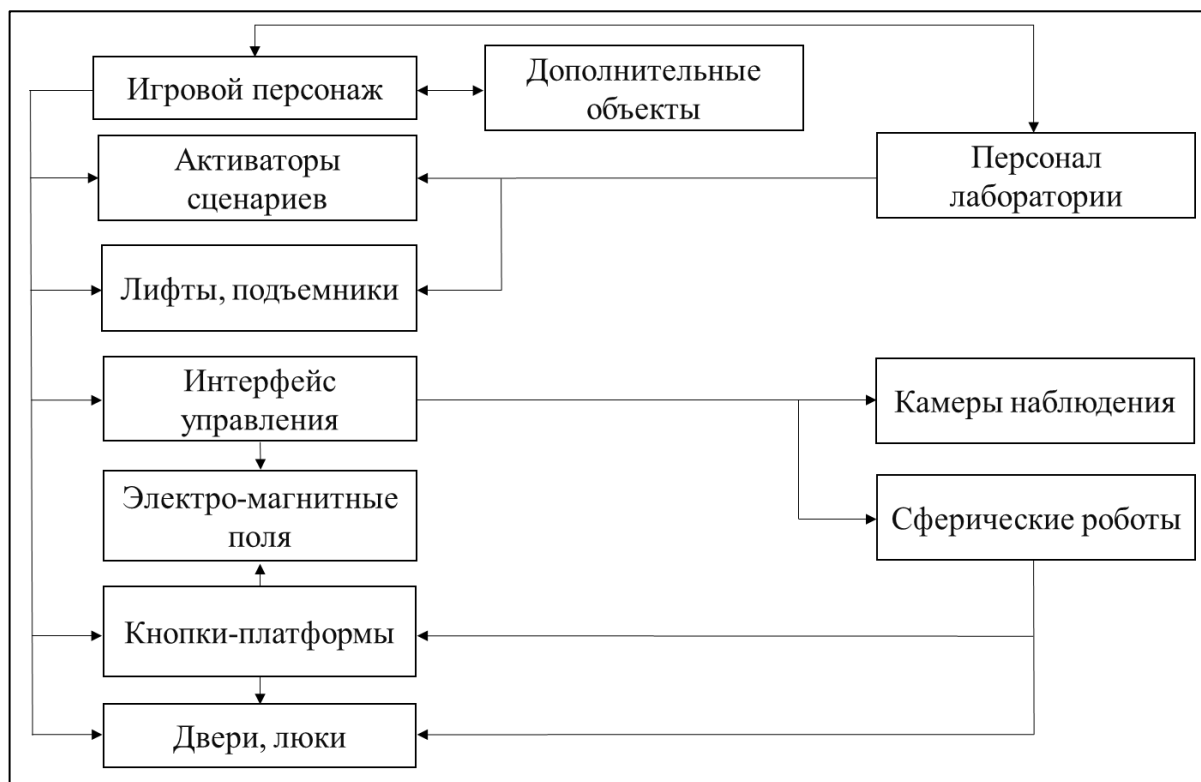 Игровой персонаж
Дополнительные
объекты
Активаторы
сценариев
Персонал
лаборатории
Лифты, подъемники
Интерфейс
управления
Камеры наблюдения
Электро-магнитные
поля
Сферические роботы
Кнопки-платформы
Двери, люки